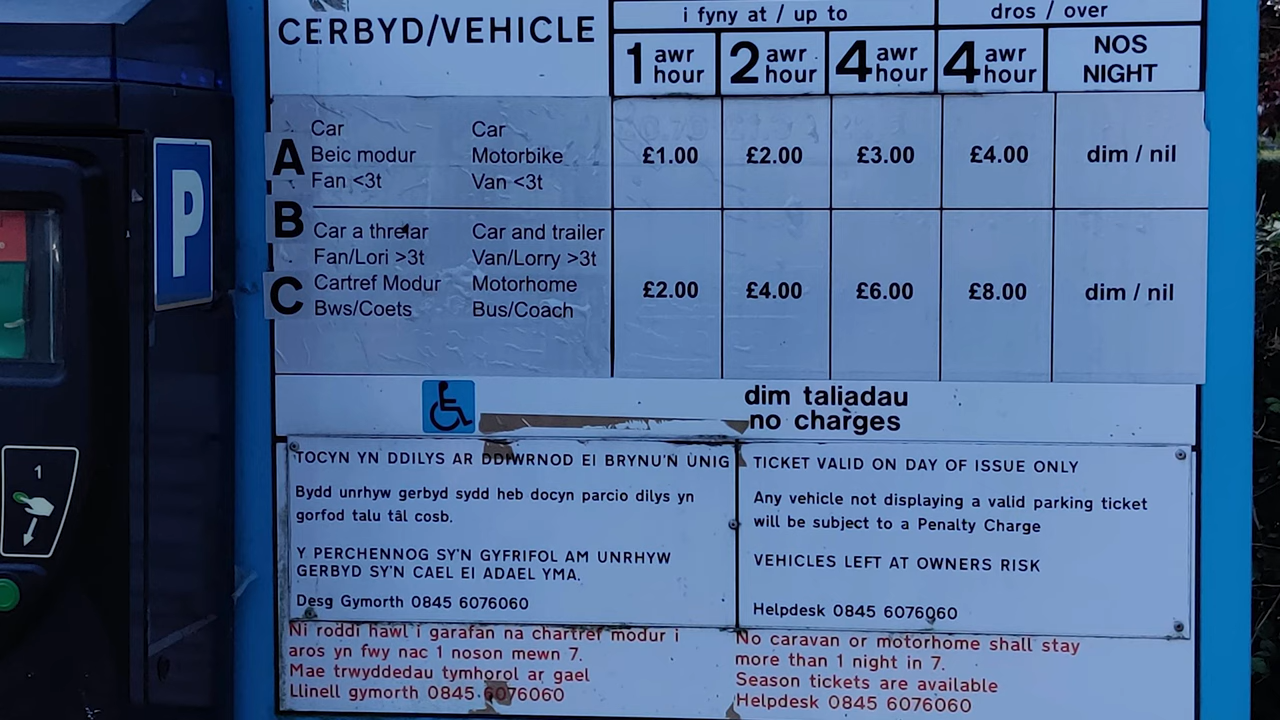 CERBYD/VEHICLE
i fyny at / up to
dros / over
1 awr hour
2 awr hour
4 awr hour
4 awr hour
NOS NIGHT
A
Car Car
Beic modur Motorbike
Fan <3t Van <3t
£1.00 £2.00 £3.00 £4.00 dim / nil
B
Car a threlar Car and trailer
Fan/Lori >3t Van/Lorry >3t
C
Cartref Modur Motorhome
Bws/Coets Bus/Coach
£2.00 £4.00 £6.00 £8.00 dim / nil
dim taliadau
no charges
TOCYN YN DDILYS AR DDIWRNOD EI BRYNU'N UNIG
Bydd unrhyw gerbyd sydd heb docyn parcio dilys yn
gorfod talu tâl cosb.
Y PERCHENNOG SY'N GYFRIFOL AM UNRHYW
GERBYD SY'N CAEL EI ADAEL YMA.
Desg Gymorth 0845 6076060
TICKET VALID ON DAY OF ISSUE ONLY
Any vehicle not displaying a valid parking ticket
will be subject to a Penalty Charge
VEHICLES LEFT AT OWNERS RISK
Helpdesk 0845 6076060
Ni roddi hawl i garafan na chartref modur i
aros yn fwy nac 1 noson mewn 7.
Mae trwyddedau tymhorol ar gael
Llinell gymorth 0845 6076060
No caravan or motorhome shall stay
more than 1 night in 7.
Season tickets are available
Helpdesk 0845 6076060
P
1